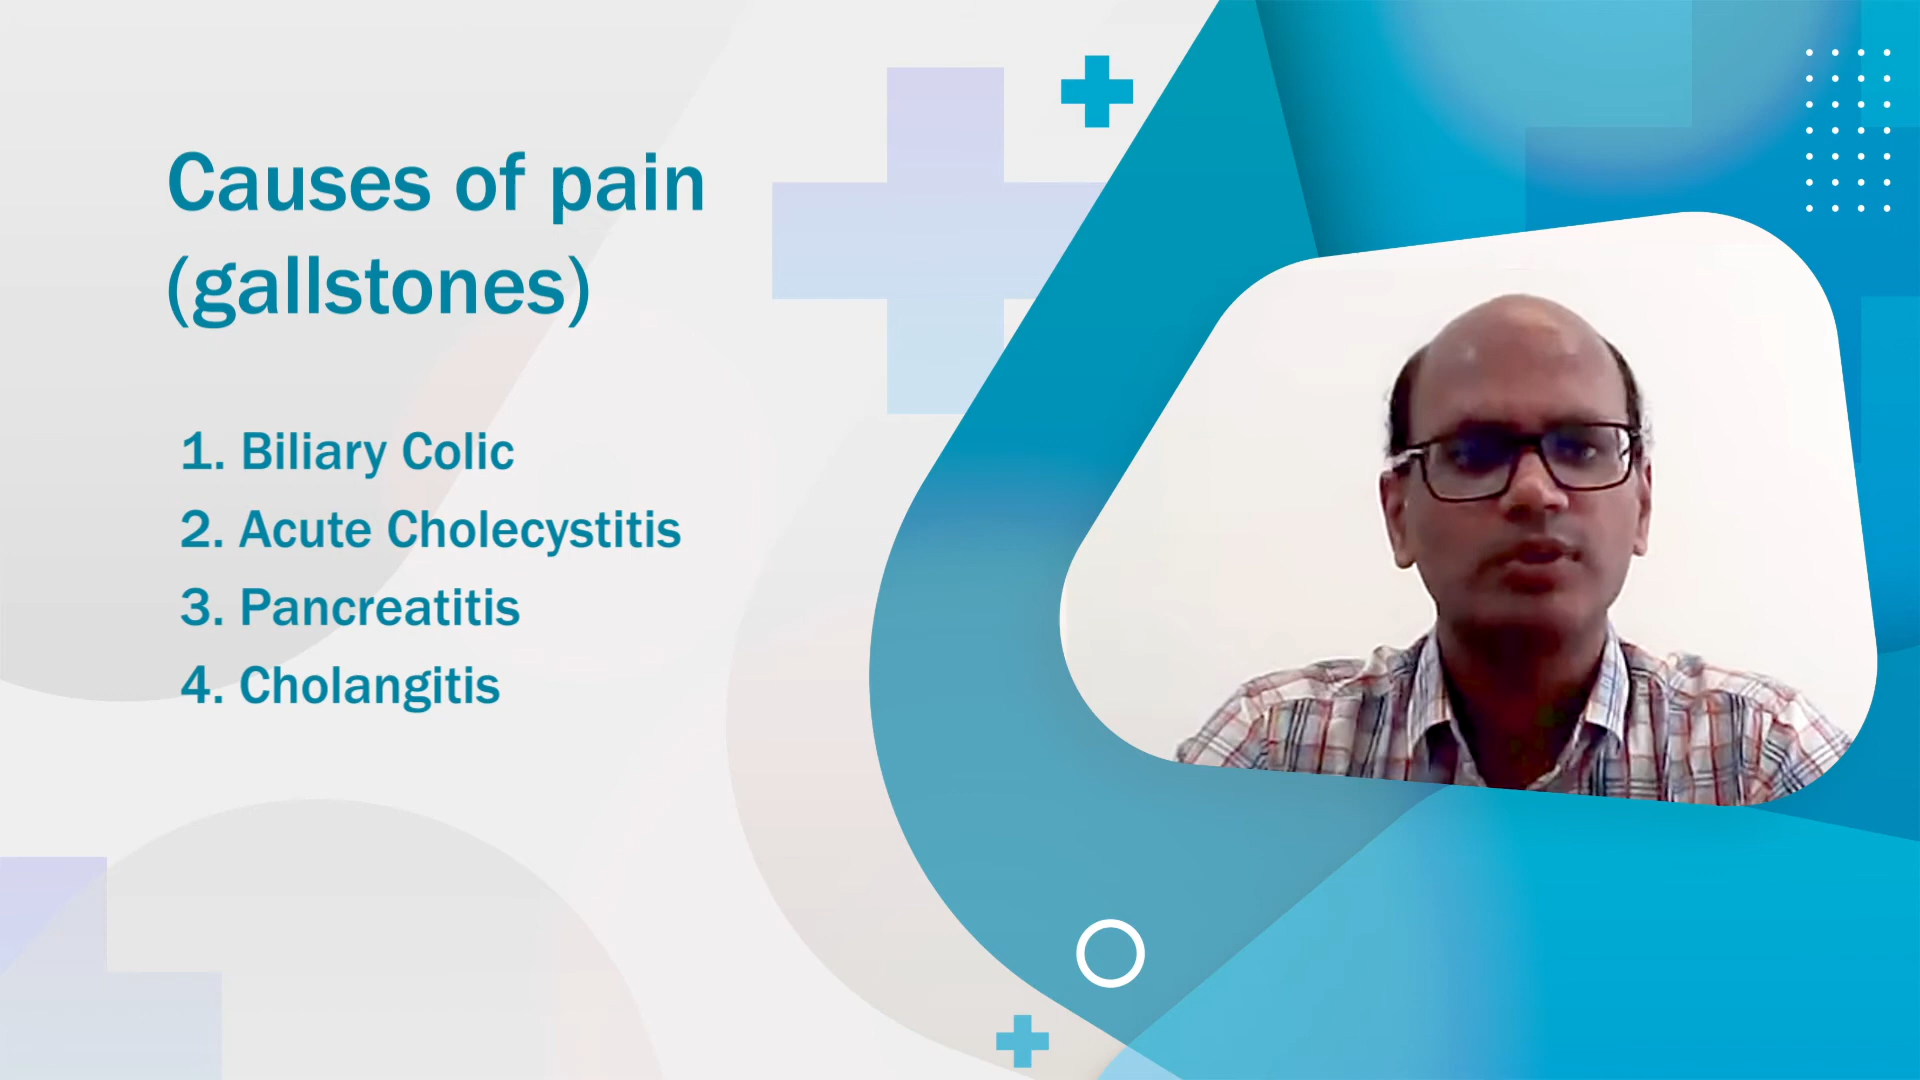 Causes of pain
(gallstones)
1. Biliary Colic
2. Acute Cholecystitis
3. Pancreatitis
4. Cholangitis